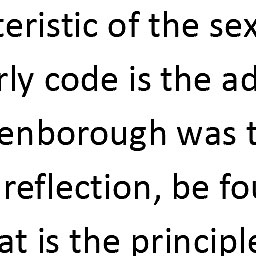 teristic of the sex
rly code is the ad
enborough was t
reflection, be fou
at is the principle